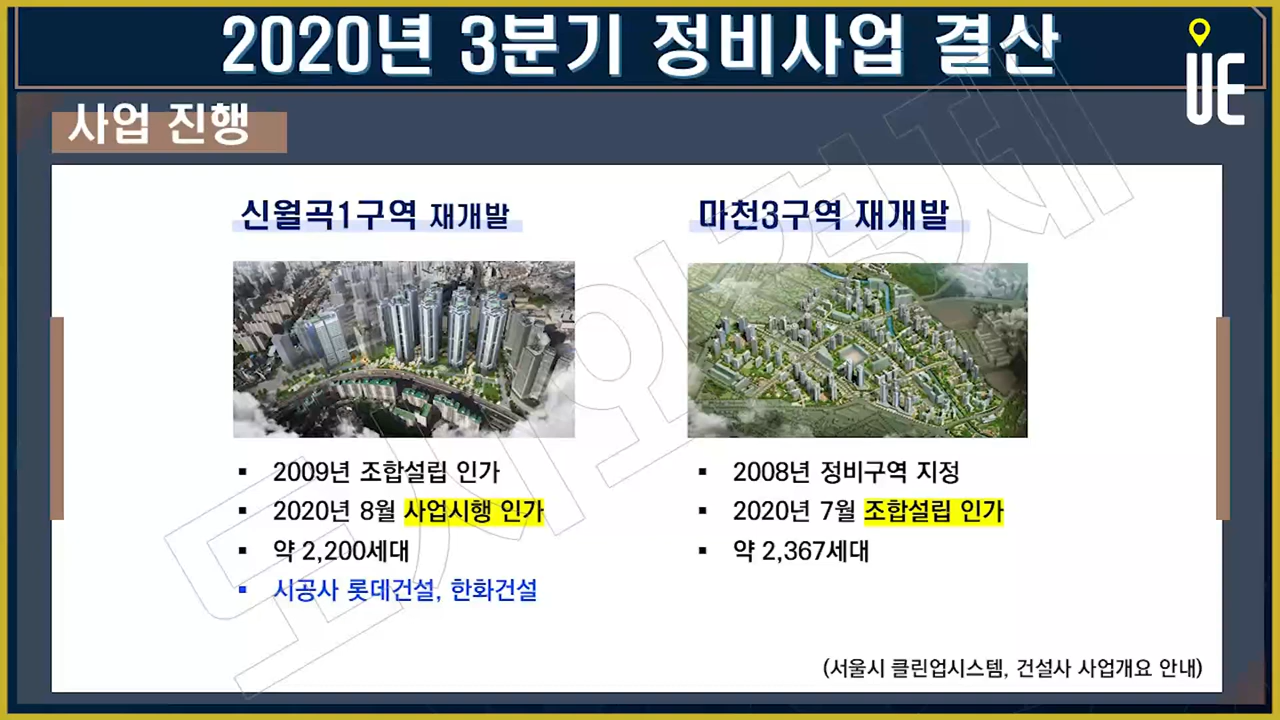 2020년 3분기 정비사업 결산
UE
사업 진행
신월곡1구역 재개발
▪ 2009년 조합설립 인가
▪ 2020년 8월 사업시행 인가
▪ 약 2,200세대
▪ 시공사 롯데건설, 한화건설
마천3구역 재개발
▪ 2008년 정비구역 지정
▪ 2020년 7월 조합설립 인가
▪ 약 2,367세대
(서울시 클린업시스템, 건설사 사업개요 안내)
도시와경제